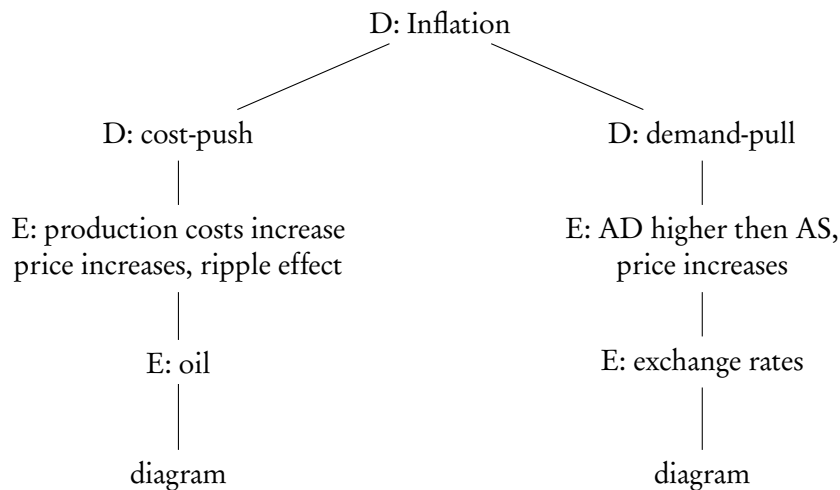 D: Inflation
D: cost-push
D: demand-pull
E: production costs increase
price increases, ripple effect
E: AD higher then AS,
price increases
E: oil
E: exchange rates
diagram
diagram